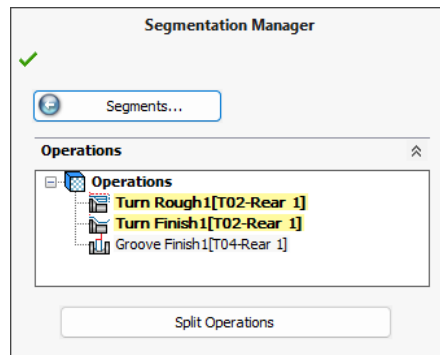 Segmentation Manager
Segments...
Operations
Operations
Turn Rough1[T02-Rear 1]
Turn Finish1[T02-Rear 1]
Groove Finish1[T04-Rear 1]
Split Operations